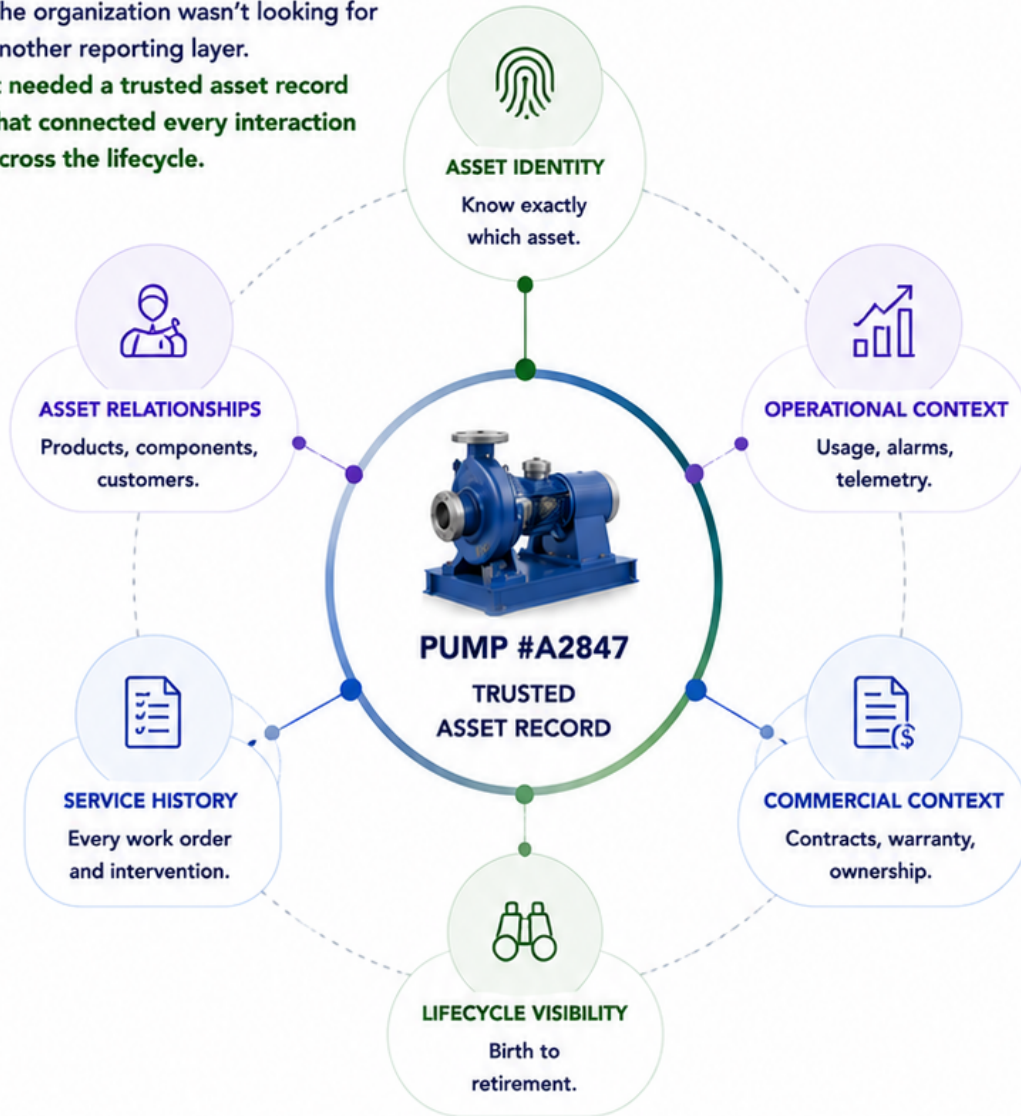 he organization wasn't looking for
nother reporting layer.
needed a trusted asset record
hat connected every interaction
cross the lifecycle.
ASSET IDENTITY
Know exactly
which asset.
ASSET RELATIONSHIPS
Products, components,
customers.
OPERATIONAL CONTEXT
Usage, alarms,
telemetry.
PUMP #A2847
TRUSTED
ASSET RECORD
SERVICE HISTORY
Every work order
and intervention.
COMMERCIAL CONTEXT
Contracts, warranty,
ownership.
LIFECYCLE VISIBILITY
Birth to
retirement.